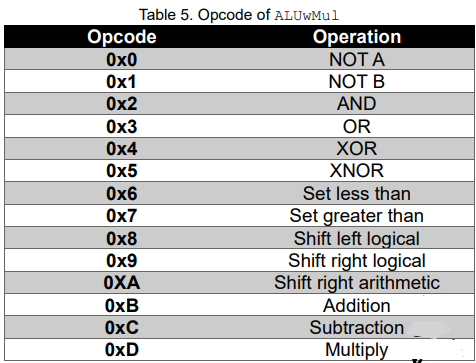 Table 5. Opcode of ALUwMul
Opcode Operation
0x0 NOT A
0x1 NOT B
0x2 AND
0x3 OR
0x4 XOR
0x5 XNOR
0x6 Set less than
0x7 Set greater than
0x8 Shift left logical
0x9 Shift right logical
0XA Shift right arithmetic
0xB Addition
0xC Subtraction
0xD Multiply